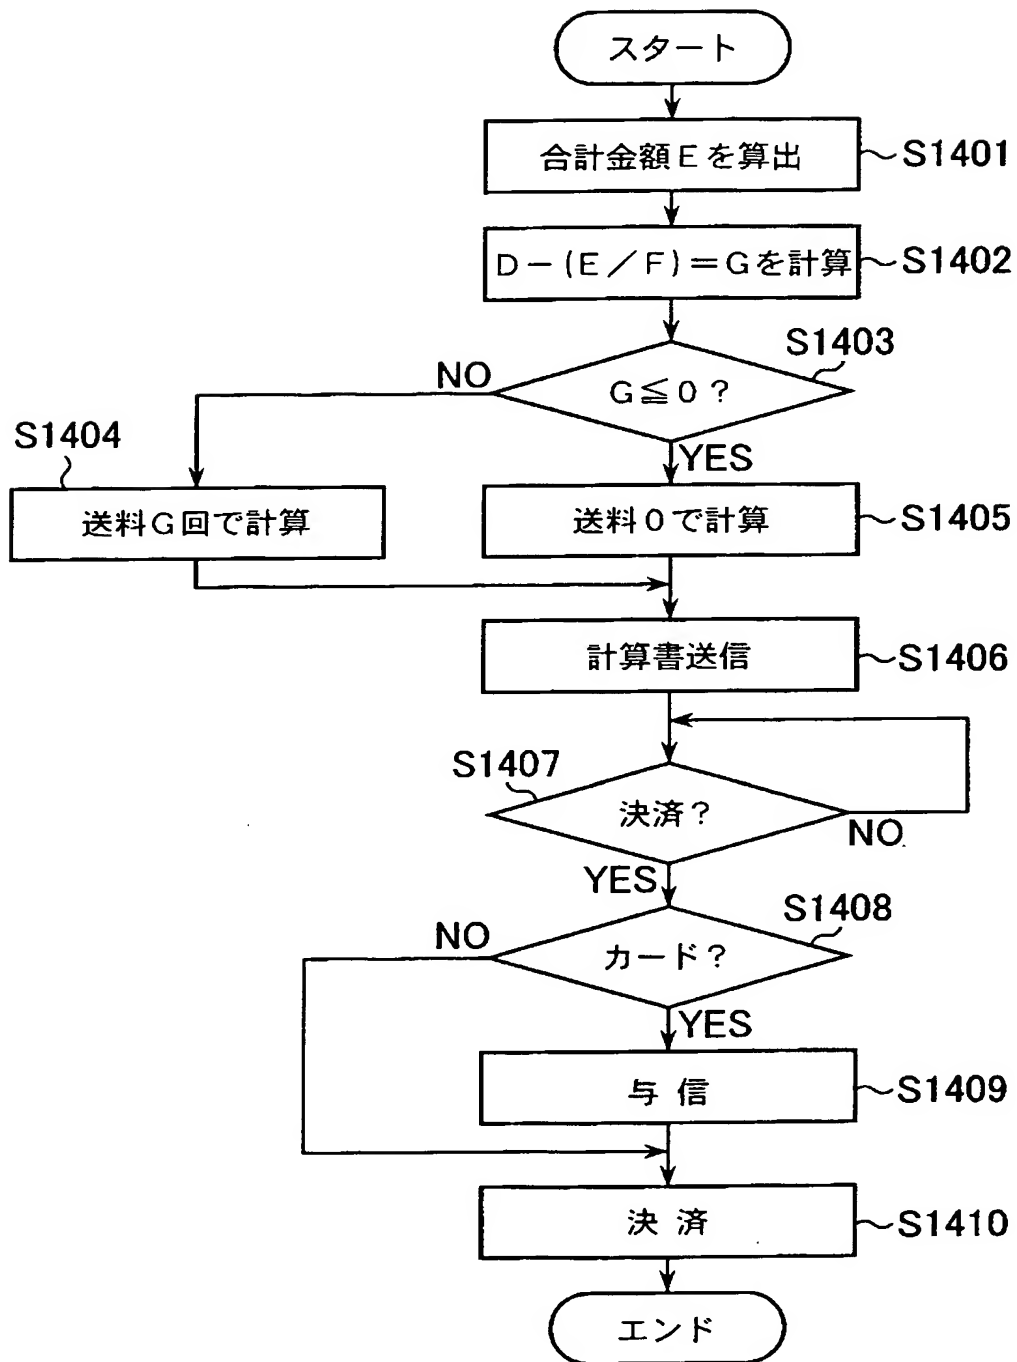 スタート
合計金額Eを算出
S1401
D-(E/F)=Gを計算
S1402
S1403
G≦0?
NO
YES
S1404
送料G回で計算
送料0で計算
S1405
計算書送信
S1406
S1407
決済?
NO
YES
S1408
カード?
NO
YES
与信
S1409
決済
S1410
エンド